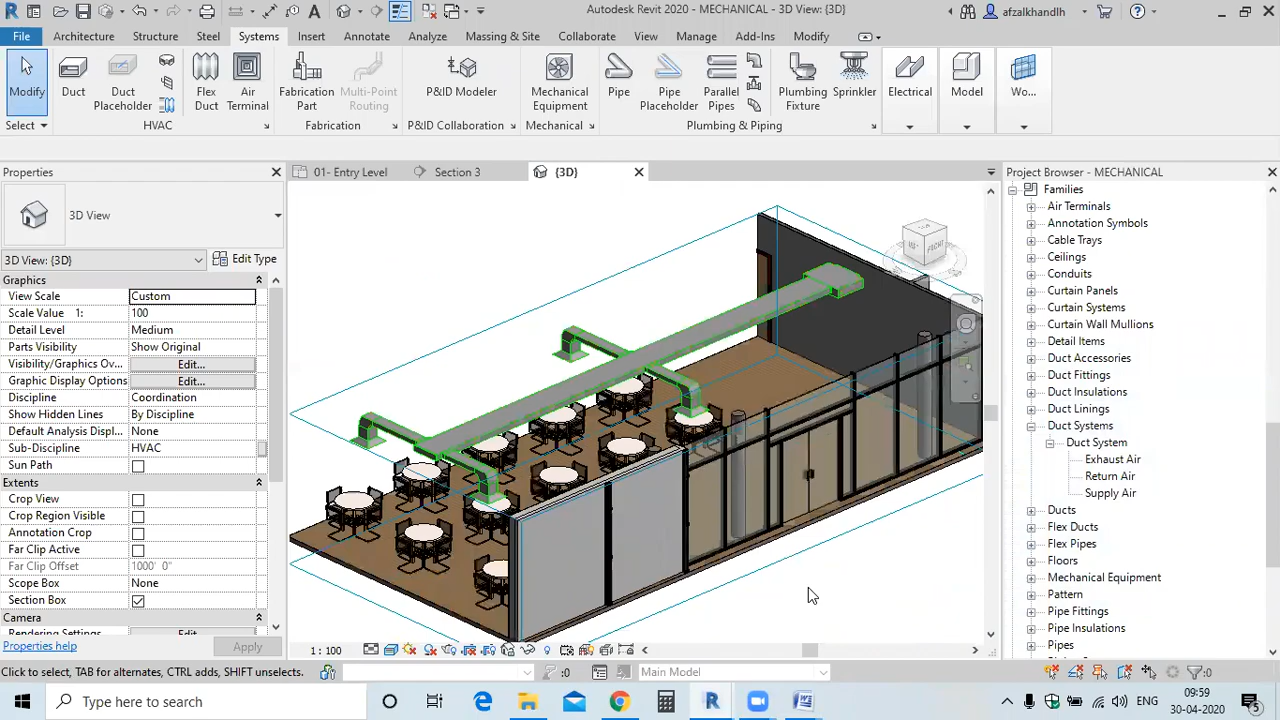 Autodesk Revit 2020 - MECHANICAL - 3D View: {3D}
afzalkhandlh
File Architecture Structure Steel Systems Insert Annotate Analyze Massing & Site Collaborate View Manage Add-Ins Modify
Modify
Duct
Duct Placeholder
Flex Duct
Air Terminal
Fabrication Part
Multi-Point Routing
P&ID Modeler
Mechanical Equipment
Pipe
Pipe Placeholder
Parallel Pipes
Plumbing Fixture
Sprinkler
Electrical
Model
Wo...
Select HVAC Fabrication P&ID Collaboration Mechanical Plumbing & Piping
Properties
3D View
3D View: {3D} Edit Type
Graphics
View Scale Custom
Scale Value 1: 100
Detail Level Medium
Parts Visibility Show Original
Visibility/Graphics Ov... Edit...
Graphic Display Options Edit...
Discipline Coordination
Show Hidden Lines By Discipline
Default Analysis Displ... None
Sub-Discipline HVAC
Sun Path
Extents
Crop View
Crop Region Visible
Annotation Crop
Far Clip Active
Far Clip Offset 1000' 0"
Scope Box None
Section Box
Camera
Rendering Settings Edit...
Properties help Apply
01- Entry Level Section 3 {3D}
FRONT
1 : 100
Project Browser - MECHANICAL
Families
Air Terminals
Annotation Symbols
Cable Trays
Ceilings
Conduits
Curtain Panels
Curtain Systems
Curtain Wall Mullions
Detail Items
Duct Accessories
Duct Fittings
Duct Insulations
Duct Linings
Duct Systems
Duct System
Exhaust Air
Return Air
Supply Air
Ducts
Flex Ducts
Flex Pipes
Floors
Mechanical Equipment
Pattern
Pipe Fittings
Pipe Insulations
Pipes
Click to select, TAB for alternates, CTRL adds, SHIFT unselects. :0 Main Model :0
Type here to search
ENG
09:59
30-04-2020
5